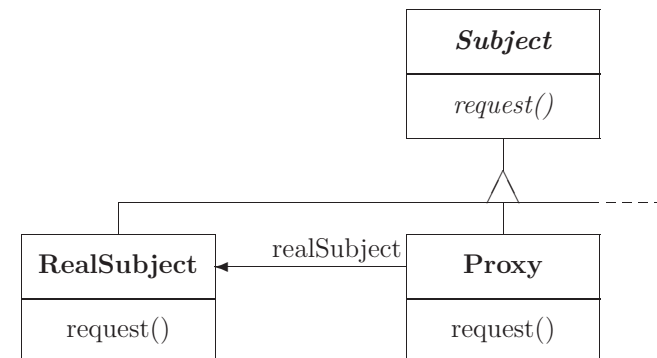 Subject
request()
realSubject
RealSubject
Proxy
request()
request()